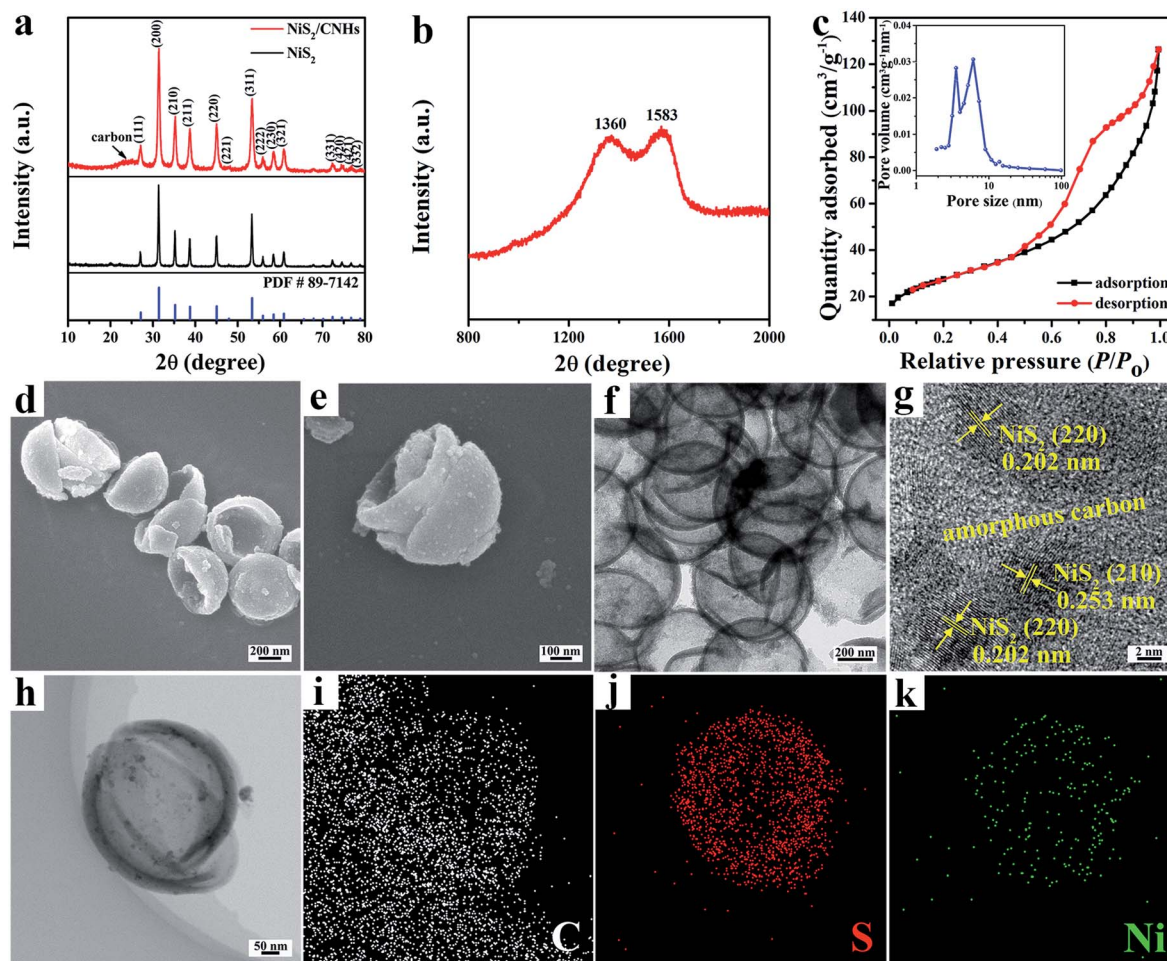 a
NiS2/CNHs
NiS2
(200)
(111)
(210)
(211)
(220)
(221)
(311)
(222)
(230)
(321)
(331)
(420)
(421)
(332)
carbon
PDF # 89-7142
Intensity (a.u.)
10 20 30 40 50 60 70 80
2θ (degree)
b
1360
1583
Intensity (a.u.)
800 1200 1600 2000
2θ (degree)
c
140
120
100
80
60
40
20
Quantity adsorbed (cm3/g-1)
0.04
0.03
0.02
0.01
0.00
Pore volume (cm3g-1nm-1)
1 10 100
Pore size (nm)
adsorption
desorption
0.0 0.2 0.4 0.6 0.8 1.0
Relative pressure (P/Po)
d
200 nm
e
100 nm
f
200 nm
g
NiS2 (220)
0.202 nm
amorphous carbon
NiS2 (210)
0.253 nm
NiS2 (220)
0.202 nm
2 nm
h
50 nm
i
C
j
S
k
Ni